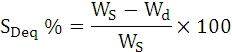 S_Deq % = (W_S − W_d) / W_S × 100